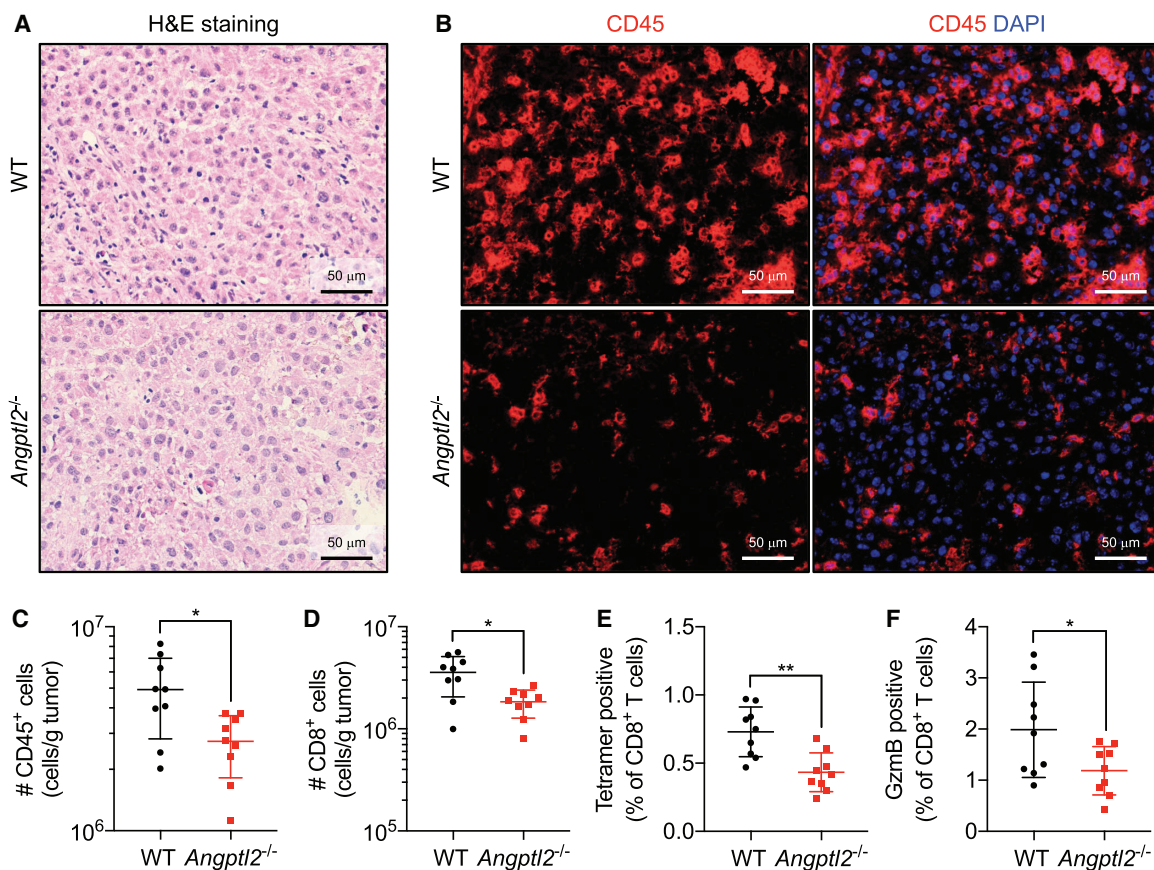 A
H&E staining
B
CD45
CD45 DAPI
WT
50 μm
50 μm
50 μm
Angptl2-/-
50 μm
50 μm
50 μm
C
# CD45+ cells
(cells/g tumor)
107
106
*
WT
Angptl2-/-
D
# CD8+ cells
(cells/g tumor)
107
106
105
*
WT
Angptl2-/-
E
Tetramer positive
(% of CD8+ T cells)
1.5
1.0
0.5
0.0
**
WT
Angptl2-/-
F
GzmB positive
(% of CD8+ T cells)
4
3
2
1
0
*
WT
Angptl2-/-